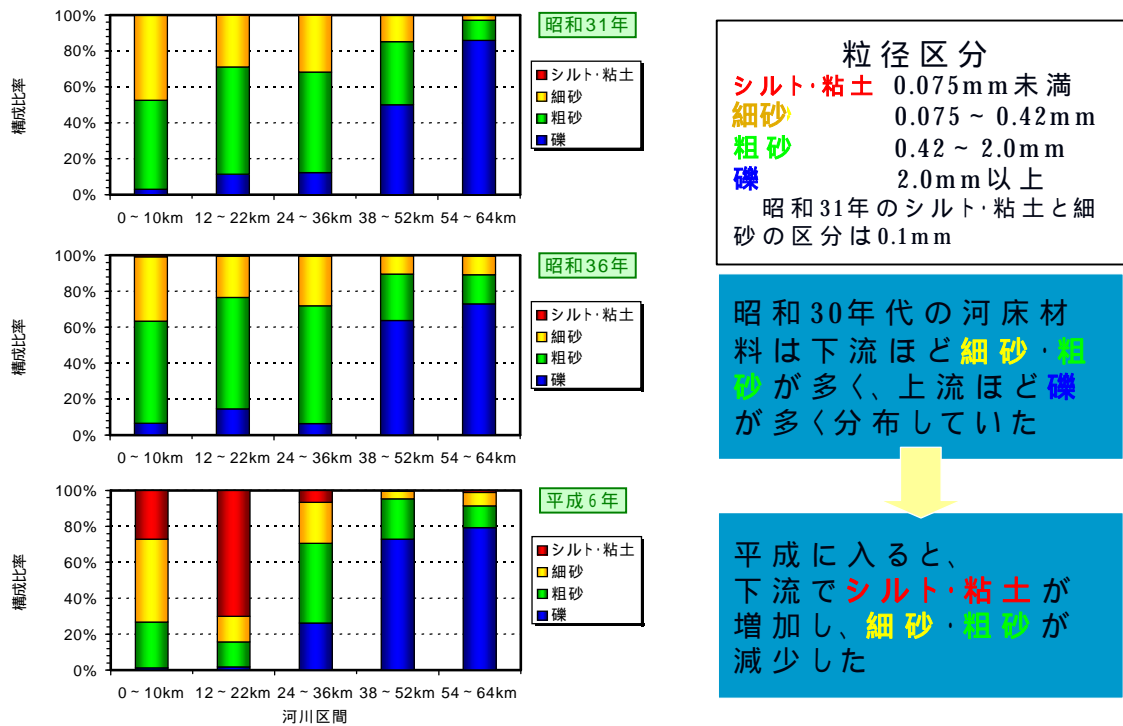 100%
80%
60%
40%
20%
0%
構成比率
0～10km 12～22km 24～36km 38～52km 54～64km
昭和31年
シルト・粘土
細砂
粗砂
礫
100%
80%
60%
40%
20%
0%
構成比率
0～10km 12～22km 24～36km 38～52km 54～64km
昭和36年
シルト・粘土
細砂
粗砂
礫
100%
80%
60%
40%
20%
0%
構成比率
0～10km 12～22km 24～36km 38～52km 54～64km
河川区間
平成6年
シルト・粘土
細砂
粗砂
礫
粒径区分
シルト・粘土 0.075mm未満
細砂 0.075～0.42mm
粗砂 0.42～2.0mm
礫 2.0mm以上
昭和31年のシルト・粘土と細
砂の区分は0.1mm
昭和30年代の河床材
料は下流ほど細砂・粗
砂が多く、上流ほど礫
が多く分布していた
平成に入ると、
下流でシルト・粘土が
増加し、細砂・粗砂が
減少した